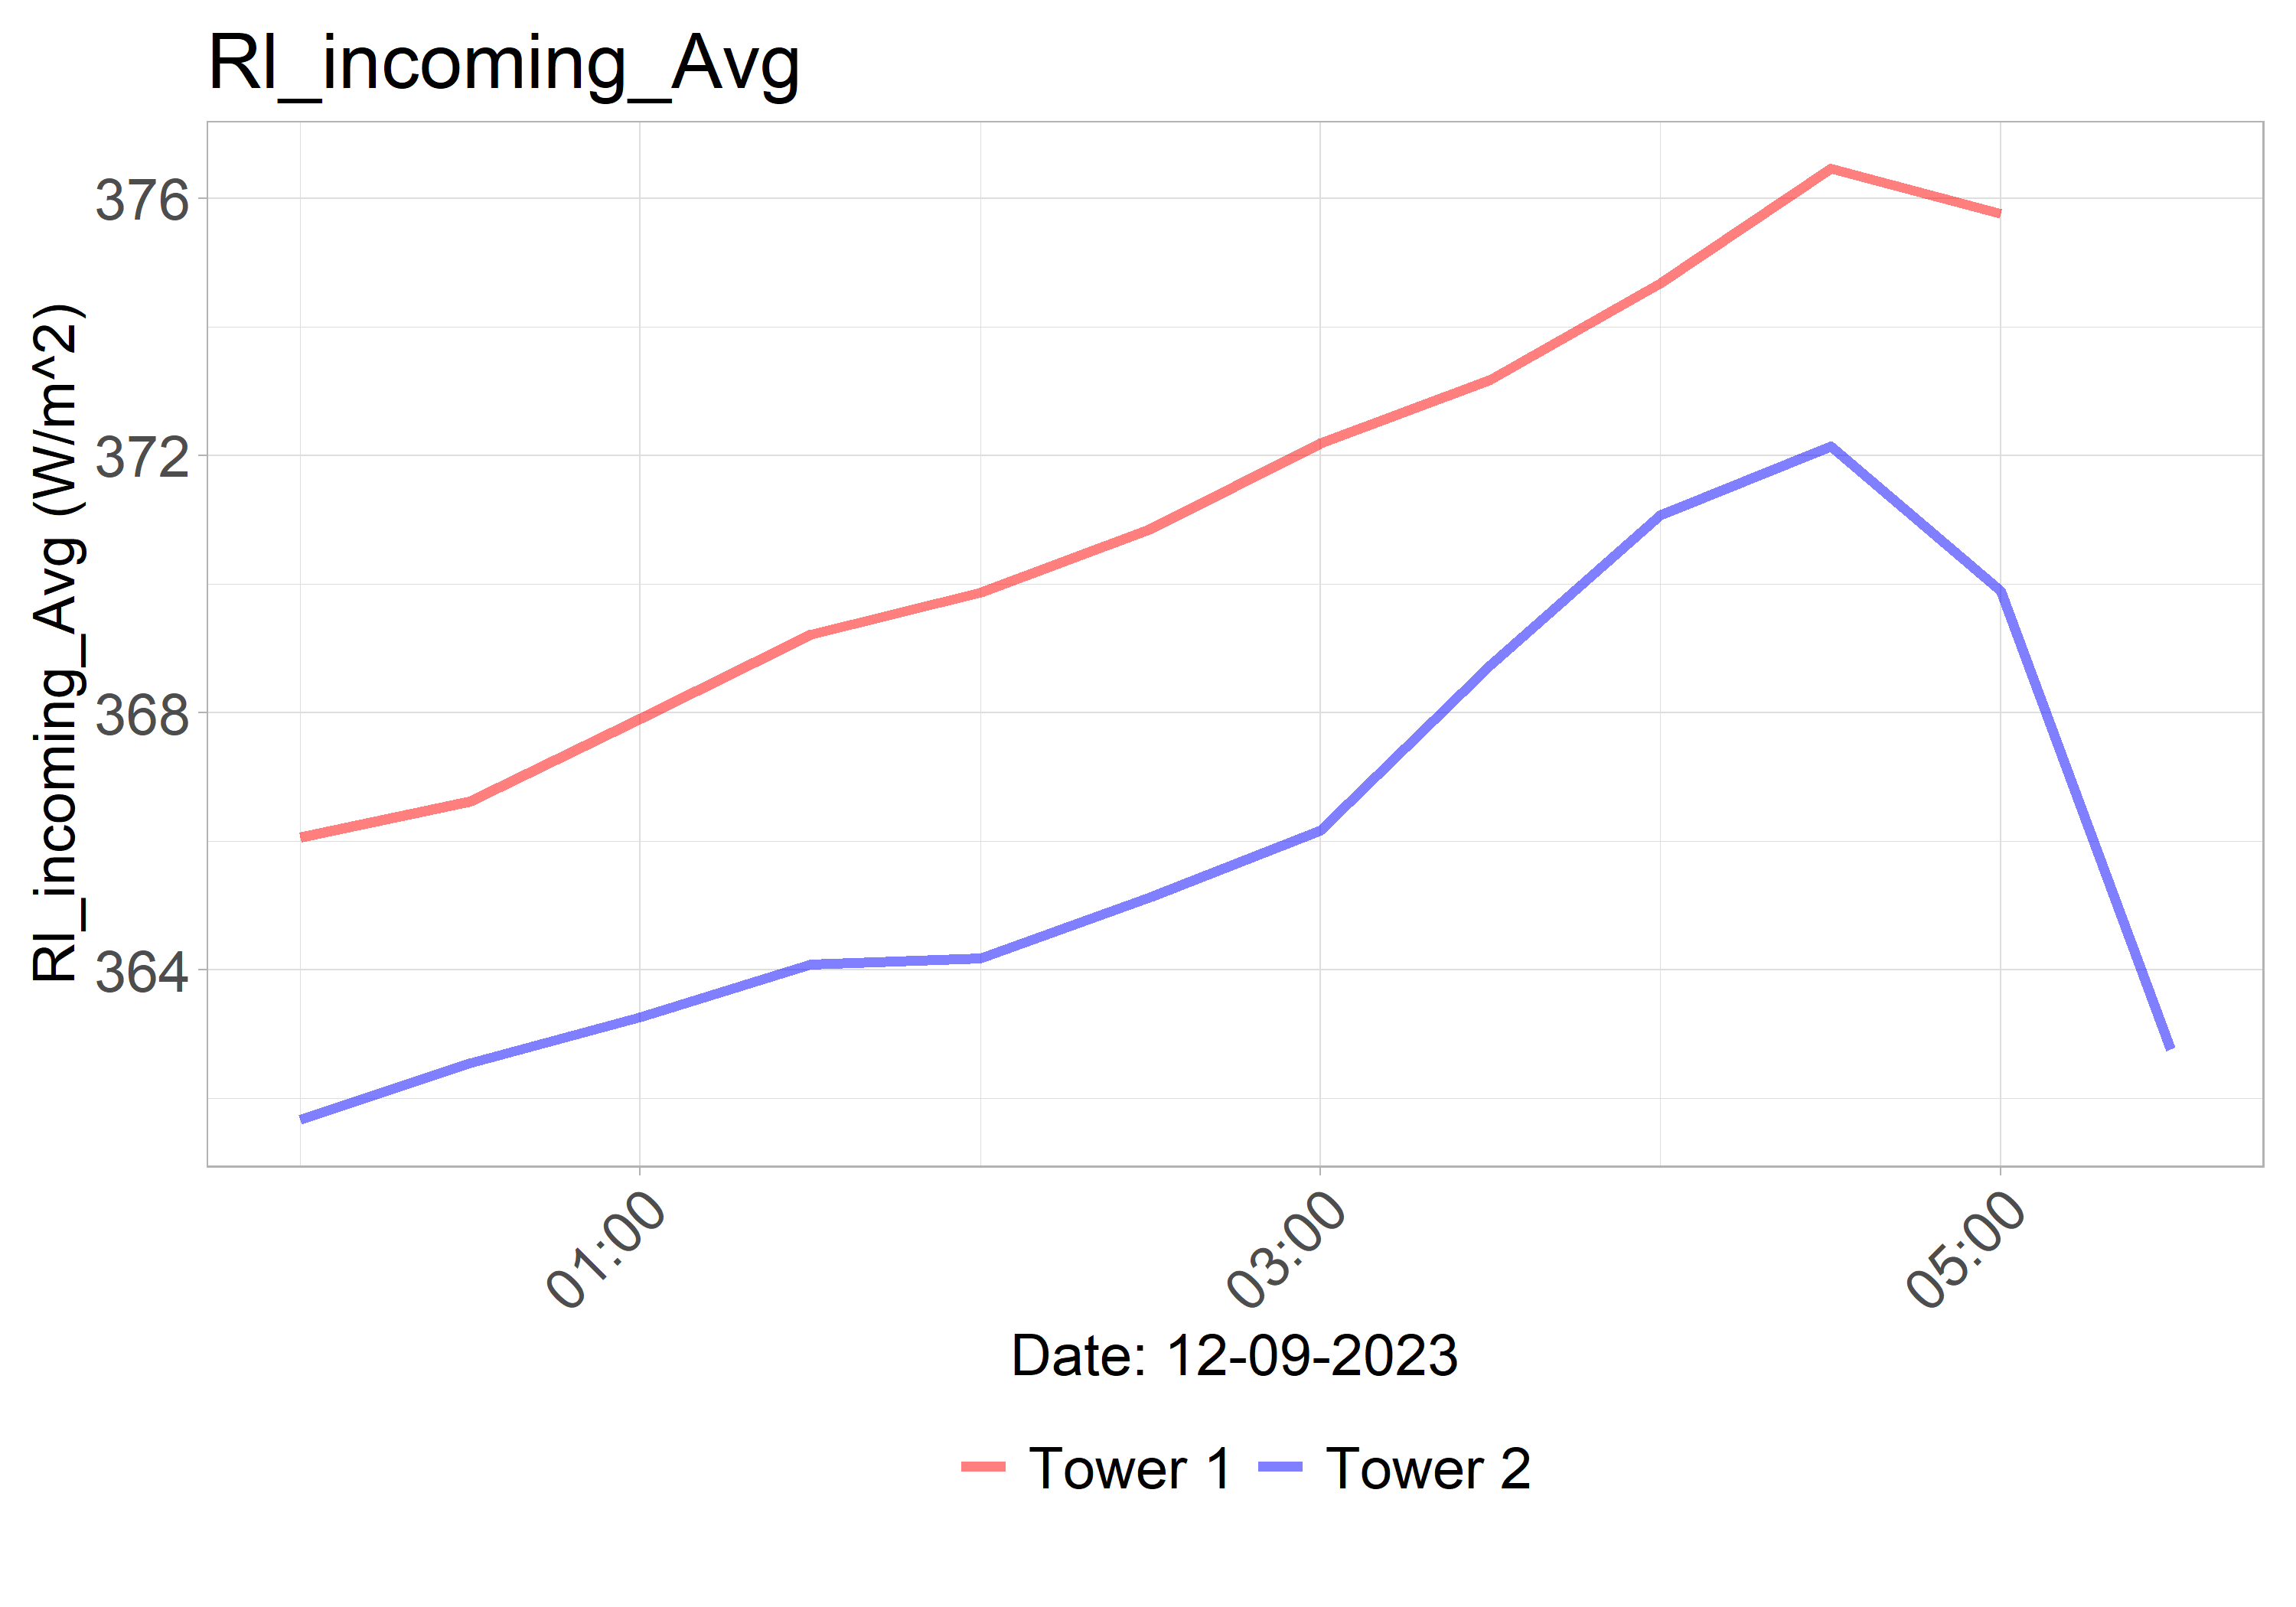 Rl_incoming_Avg
Rl_incoming_Avg (W/m^2)
376
372
368
364
01:00 03:00 05:00
Date: 12-09-2023
Tower 1 Tower 2